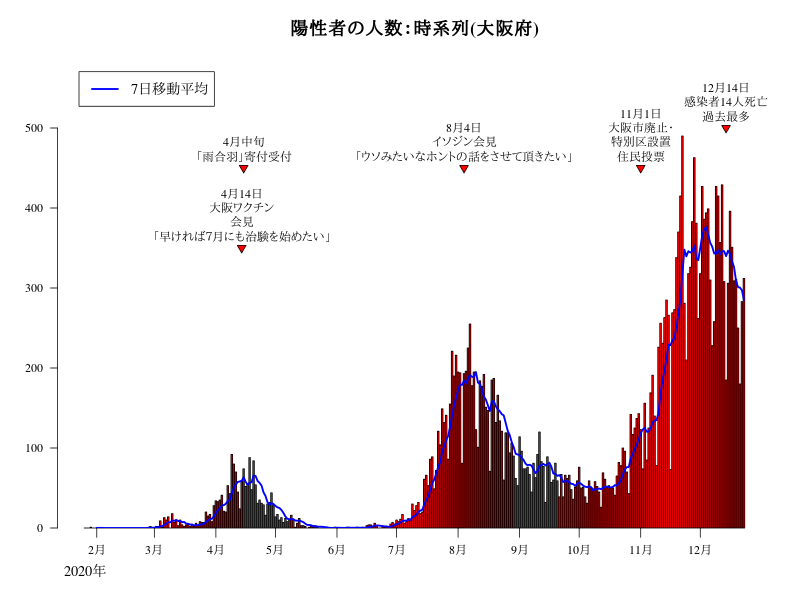 陽性者の人数：時系列(大阪府)
7日移動平均
12月14日
感染者14人死亡
過去最多
11月1日
大阪市廃止・
特別区設置
住民投票
8月4日
イソジン会見
「ウソみたいなホントの話をさせて頂きたい」
4月中旬
「雨合羽」寄付受付
4月14日
大阪ワクチン
会見
「早ければ7月にも治験を始めたい」
500
400
300
200
100
0
2月 3月 4月 5月 6月 7月 8月 9月 10月 11月 12月
2020年